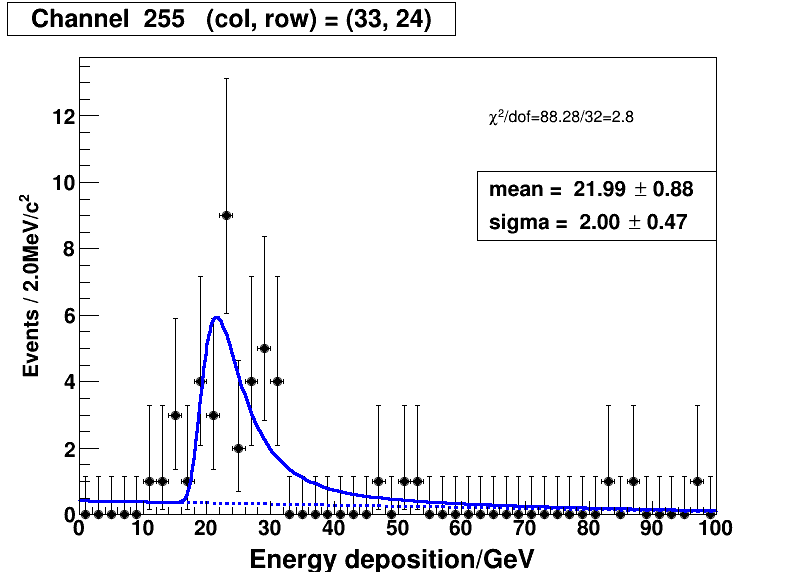 Channel 255 (col, row) = (33, 24)
χ²/dof=88.28/32=2.8
mean = 21.99 ± 0.88
sigma = 2.00 ± 0.47
Events / 2.0MeV/c²
12
10
8
6
4
2
0
0 10 20 30 40 50 60 70 80 90 100
Energy deposition/GeV